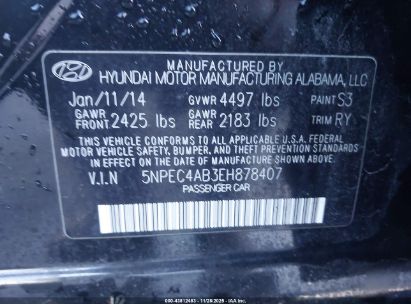 MANUFACTURED BY
HYUNDAI MOTOR MANUFACTURING ALABAMA, LLC
Jan/11/14 GVWR 4497 lbs PAINT S3
GAWR FRONT 2425 lbs GAWR REAR 2183 lbs TRIM RY
THIS VEHICLE CONFORMS TO ALL APPLICABLE U.S.A. FEDERAL
MOTOR VEHICLE SAFETY, BUMPER, AND THEFT PREVENTION STANDARDS
IN EFFECT ON THE DATE OF MANUFACTURE SHOWN ABOVE.
V.I.N 5NPEC4AB3EH878407
PASSENGER CAR